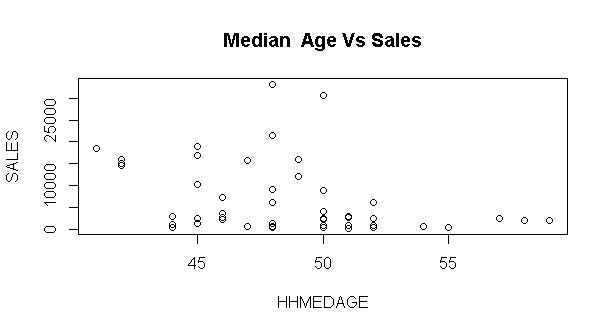 Median  Age Vs Sales
SALES
25000
10000
0
45 50 55
HHMEDAGE